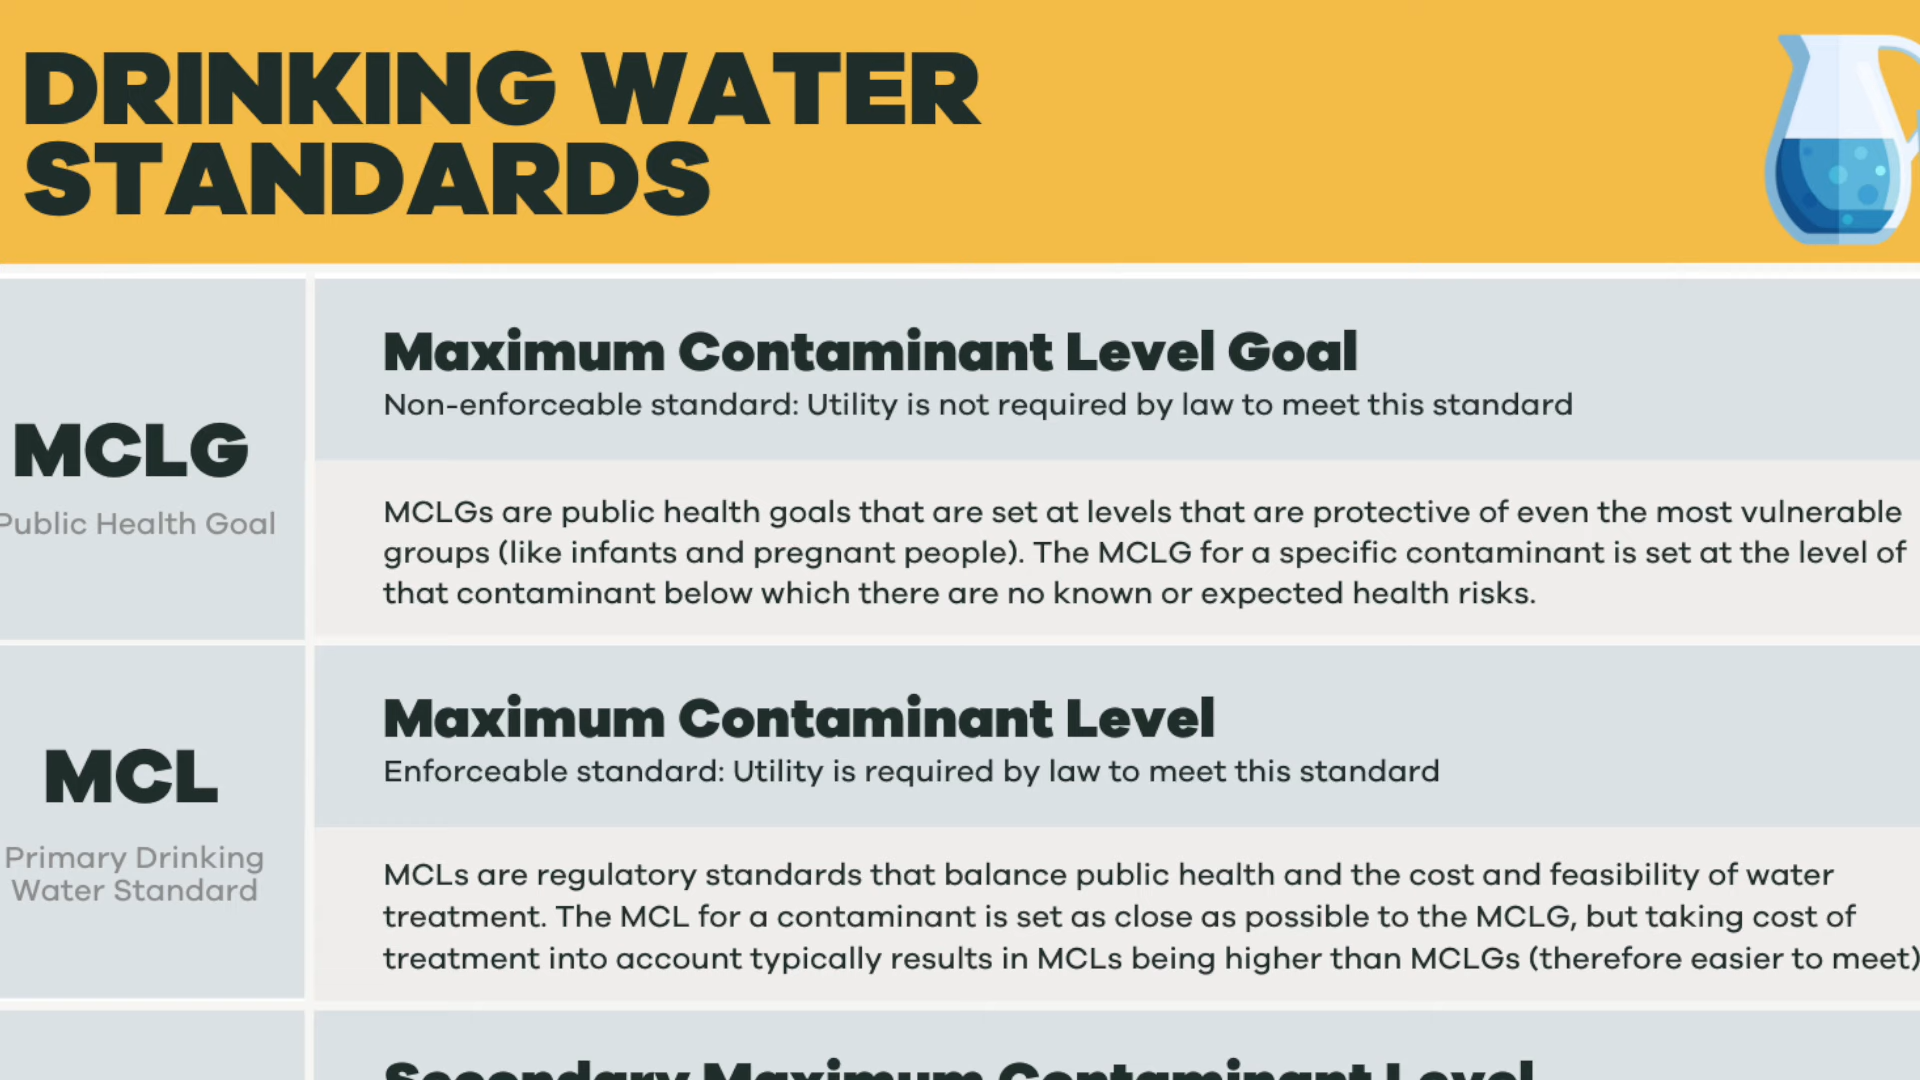 DRINKING WATER
STANDARDS
MCLG
Public Health Goal
Maximum Contaminant Level Goal
Non-enforceable standard: Utility is not required by law to meet this standard
MCLGs are public health goals that are set at levels that are protective of even the most vulnerable
groups (like infants and pregnant people). The MCLG for a specific contaminant is set at the level of
that contaminant below which there are no known or expected health risks.
MCL
Primary Drinking
Water Standard
Maximum Contaminant Level
Enforceable standard: Utility is required by law to meet this standard
MCLs are regulatory standards that balance public health and the cost and feasibility of water
treatment. The MCL for a contaminant is set as close as possible to the MCLG, but taking cost of
treatment into account typically results in MCLs being higher than MCLGs (therefore easier to meet)
Secondary Maximum Contaminant Level